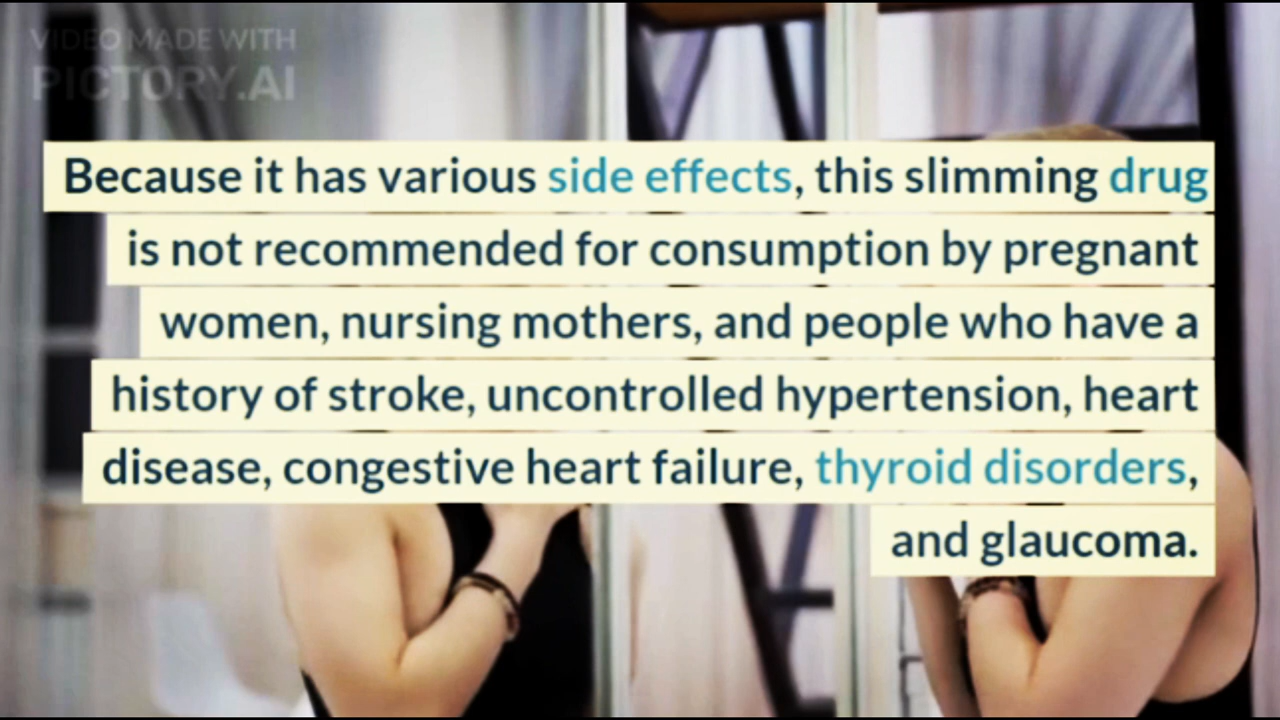 VIDEO MADE WITH
PICTORY.AI
Because it has various side effects, this slimming drug
is not recommended for consumption by pregnant
women, nursing mothers, and people who have a
history of stroke, uncontrolled hypertension, heart
disease, congestive heart failure, thyroid disorders,
and glaucoma.